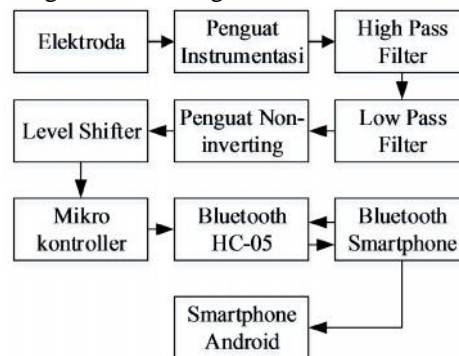 Elektroda
Penguat
Instrumentasi
High Pass
Filter
Level Shifter
Penguat Non-
inverting
Low Pass
Filter
Mikro
kontroller
Bluetooth
HC-05
Bluetooth
Smartphone
Smartphone
Android